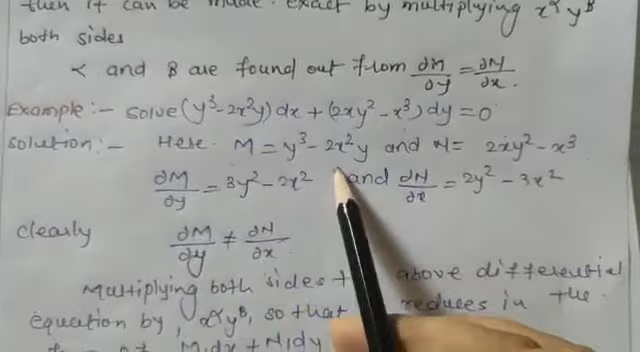 then it can be made exact by multiplying x^α y^β
both sides
α and β are found out from ∂M/∂y = ∂N/∂x.
Example:- solve (y³-2x²y)dx + (2xy²-x³)dy=0
solution:- Here M = y³-2x²y and N= 2xy²-x³
∂M/∂y = 3y²-2x² and ∂N/∂x = 2y²-3x²
clearly ∂M/∂y ≠ ∂N/∂x.
Multiplying both sides above differential
equation by, x^α y^β, so that reduces in the
M₁dx+N₁dy